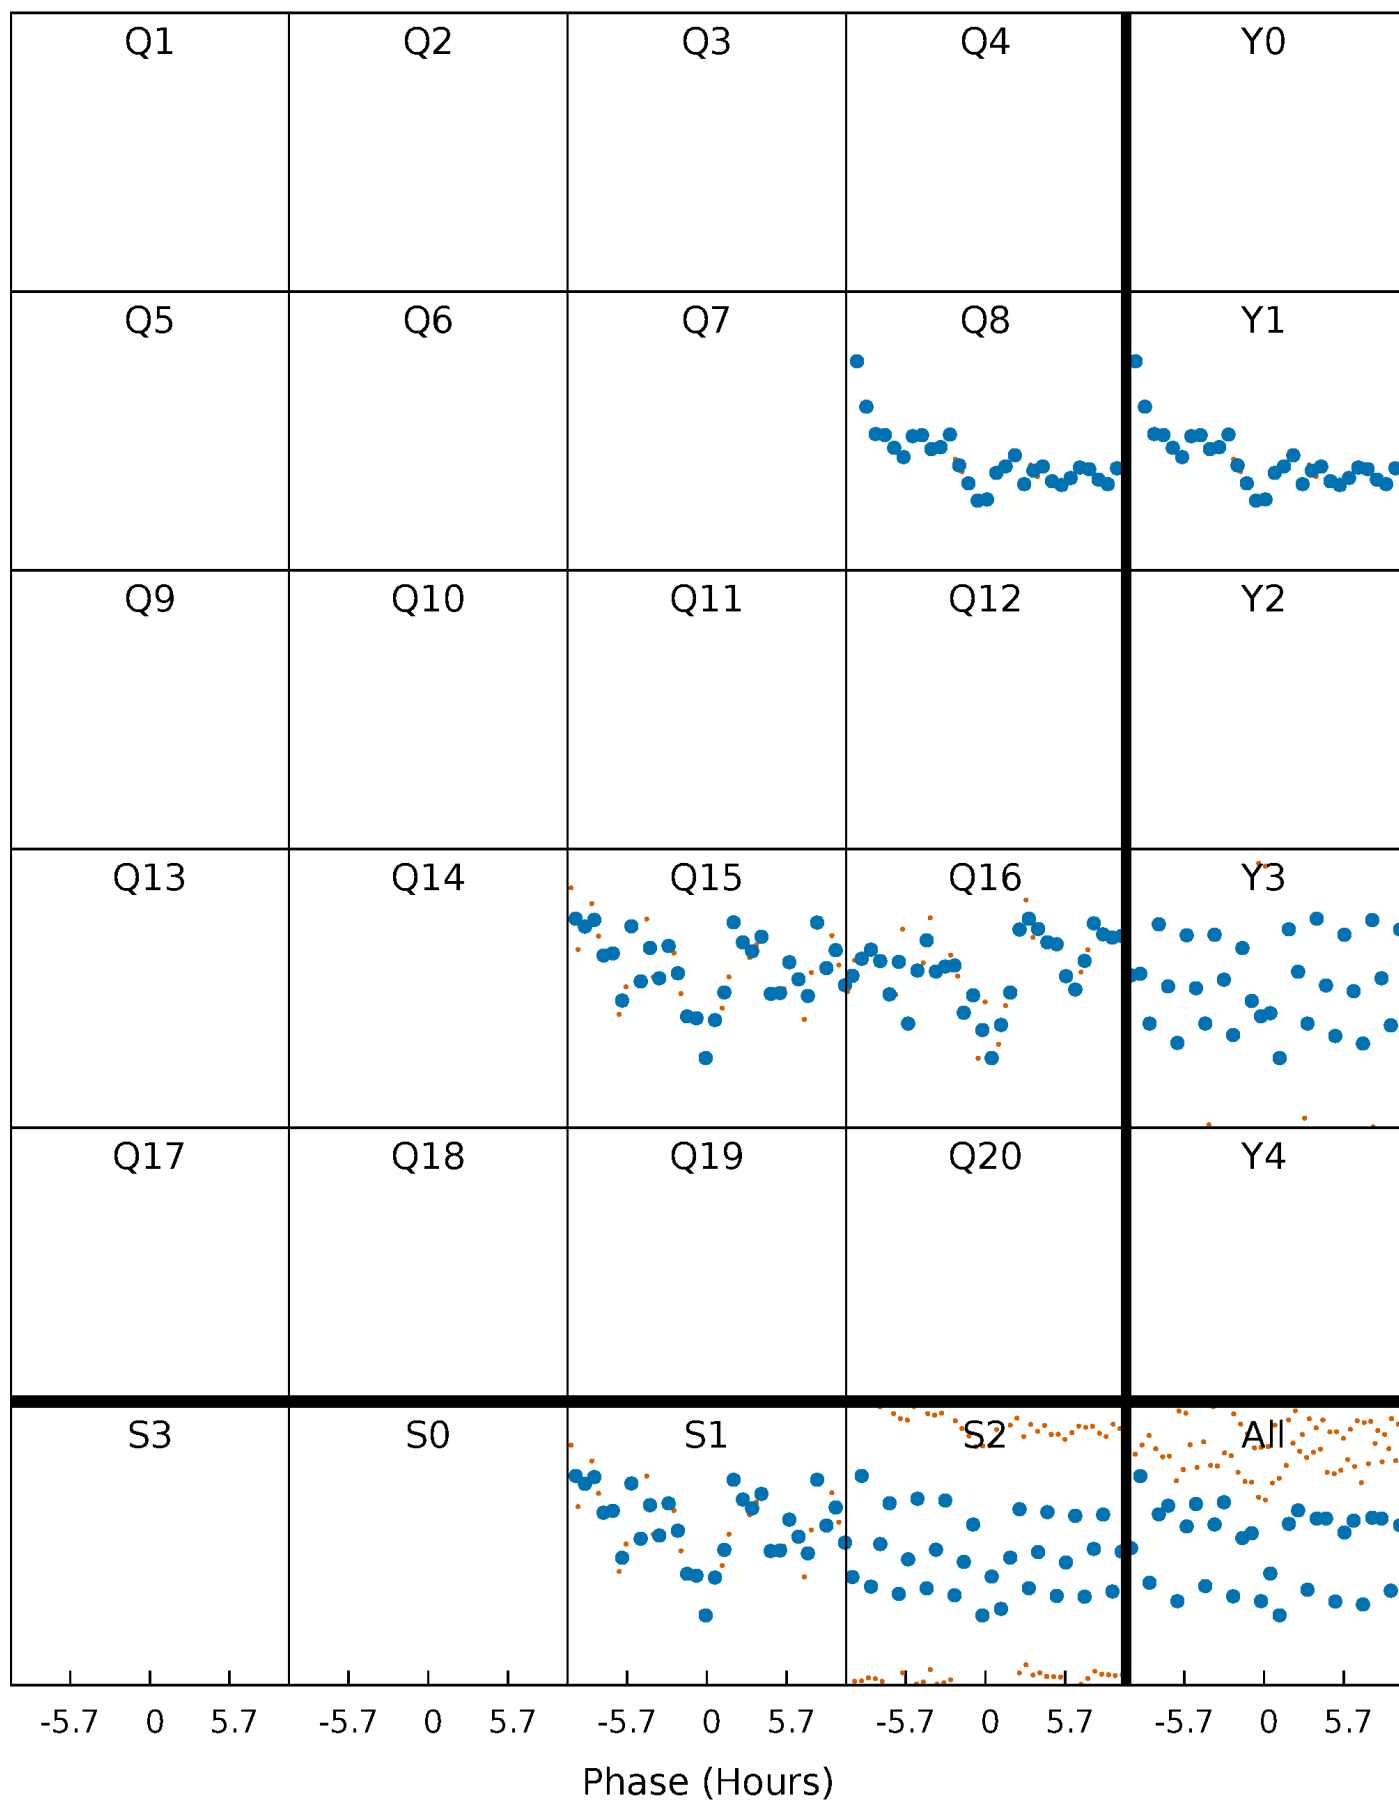 Q1 Q2 Q3 Q4 Y0
Q5 Q6 Q7 Q8 Y1
Q9 Q10 Q11 Q12 Y2
Q13 Q14 Q15 Q16 Y3
Q17 Q18 Q19 Q20 Y4
S3 S0 S1 S2 All
-5.7 0 5.7 -5.7 0 5.7 -5.7 0 5.7 -5.7 0 5.7 -5.7 0 5.7
Phase (Hours)